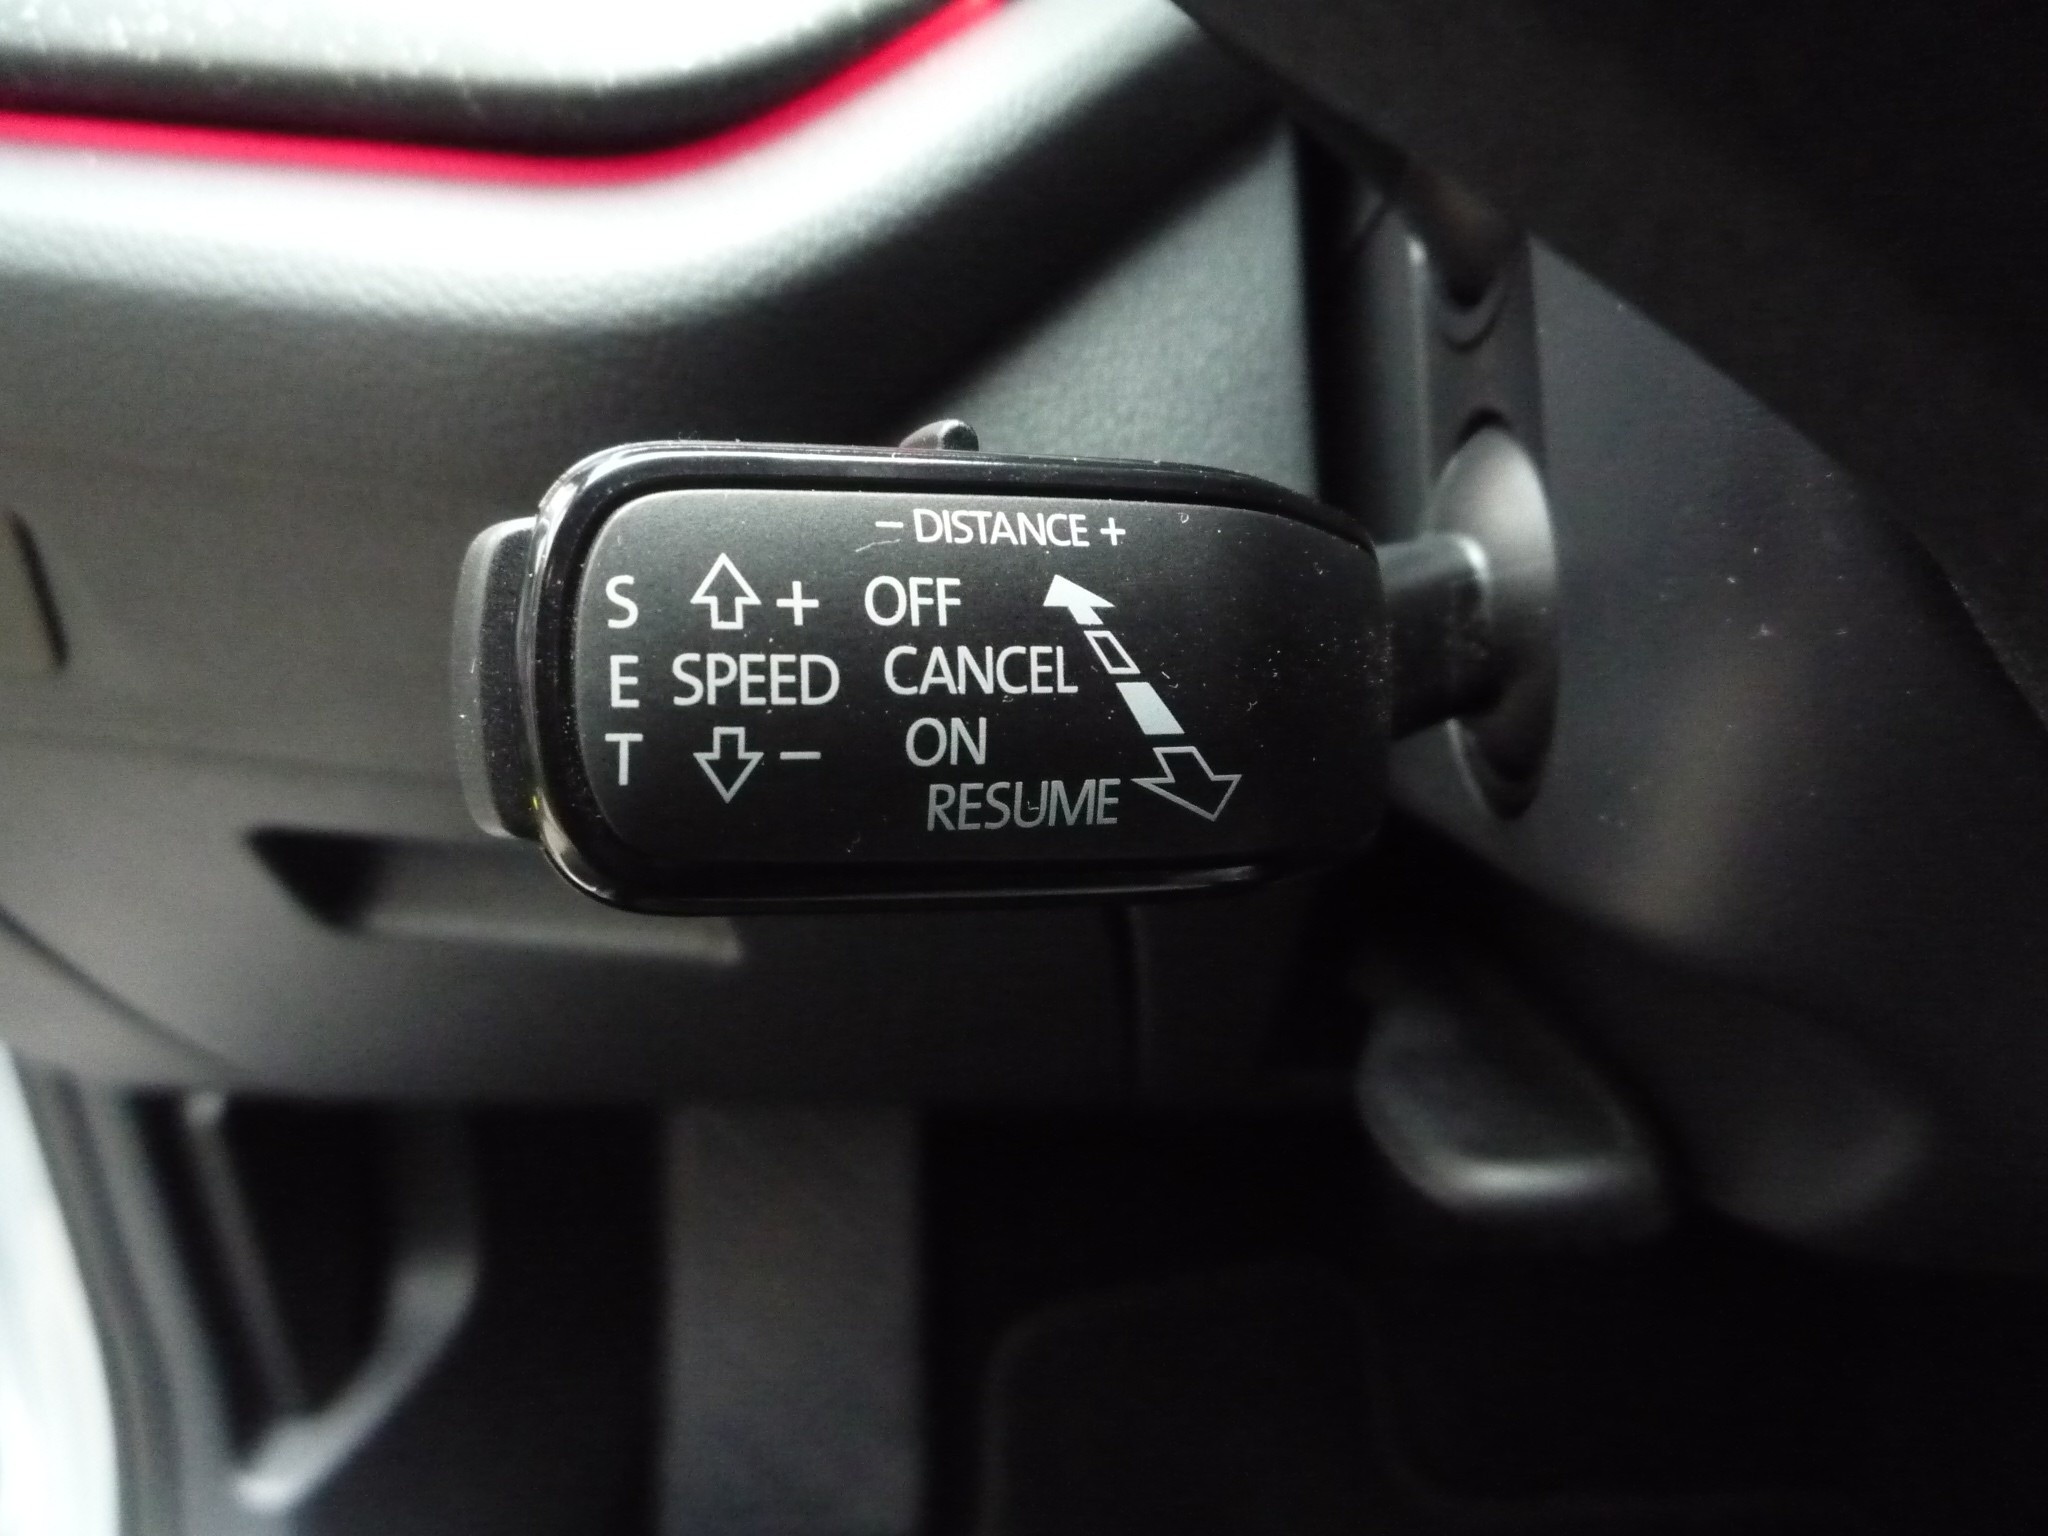 − DISTANCE +
S + OFF
E SPEED CANCEL
T − ON
RESUME